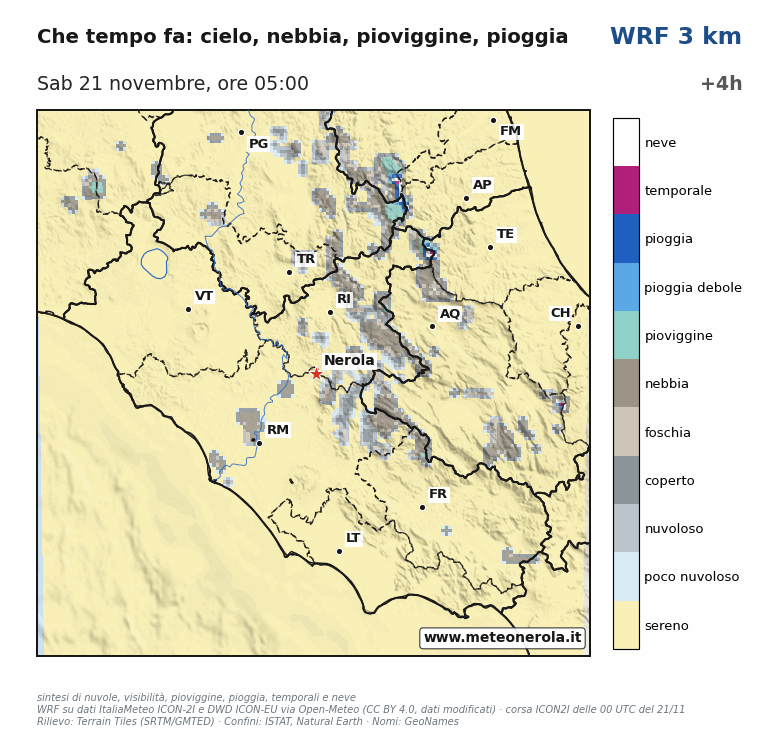 Che tempo fa: cielo, nebbia, pioviggine, pioggia
WRF 3 km
Sab 21 novembre, ore 05:00
+4h
FM
PG
AP
TE
TR
VT
RI
AQ
CH
Nerola
RM
FR
LT
www.meteonerola.it
neve
temporale
pioggia
pioggia debole
pioviggine
nebbia
foschia
coperto
nuvoloso
poco nuvoloso
sereno
sintesi di nuvole, visibilità, pioviggine, pioggia, temporali e neve
WRF su dati ItaliaMeteo ICON-2I e DWD ICON-EU via Open-Meteo (CC BY 4.0, dati modificati) · corsa ICON2I delle 00 UTC del 21/11
Rilievo: Terrain Tiles (SRTM/GMTED) · Confini: ISTAT, Natural Earth · Nomi: GeoNames